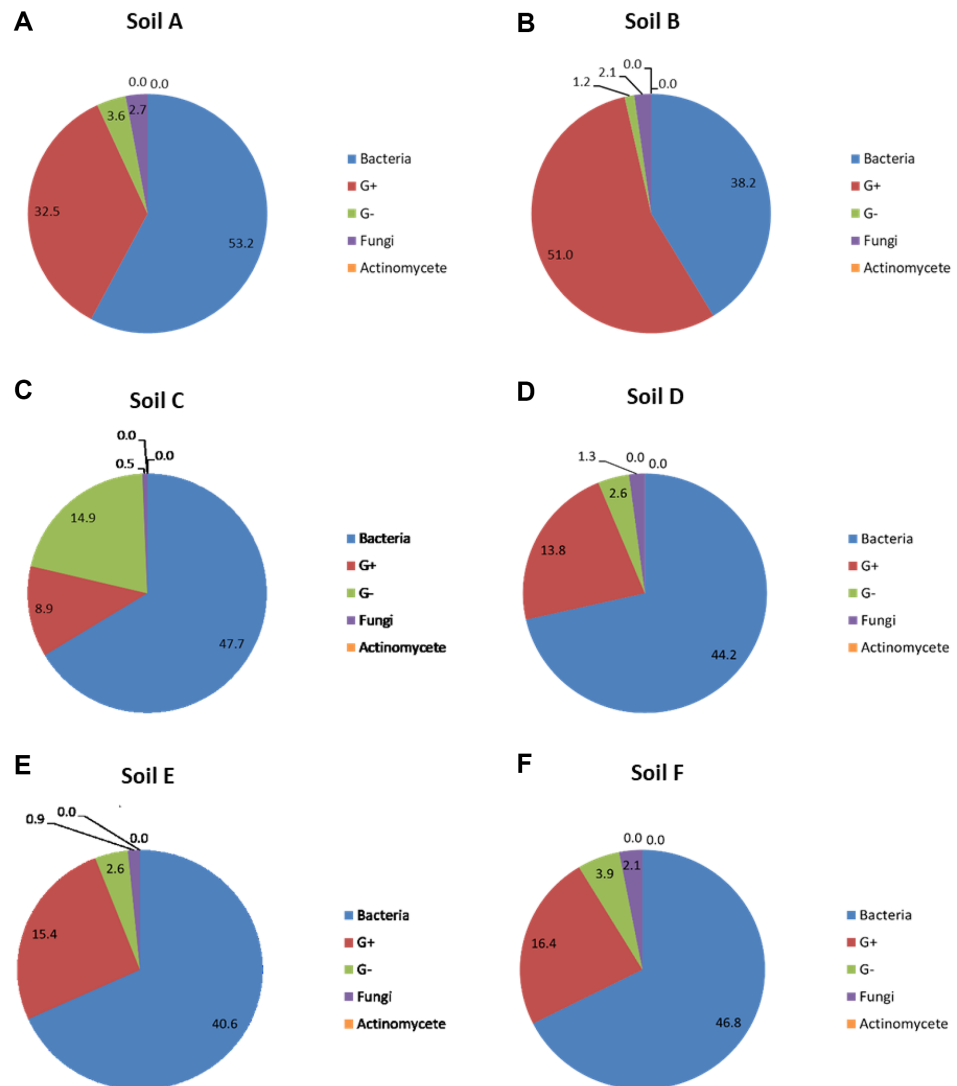 A
Soil A
0.0 0.0
3.6 2.7
32.5
53.2
Bacteria
G+
G-
Fungi
Actinomycete
B
Soil B
0.0
2.1
1.2 0.0
38.2
51.0
Bacteria
G+
G-
Fungi
Actinomycete
C
Soil C
0.0
0.5 0.0
14.9
8.9
47.7
Bacteria
G+
G-
Fungi
Actinomycete
D
Soil D
1.3 0.0 0.0
2.6
13.8
44.2
Bacteria
G+
G-
Fungi
Actinomycete
E
Soil E
0.9 0.0
0.0
2.6
15.4
40.6
Bacteria
G+
G-
Fungi
Actinomycete
F
Soil F
0.0 0.0
3.9 2.1
16.4
46.8
Bacteria
G+
G-
Fungi
Actinomycete